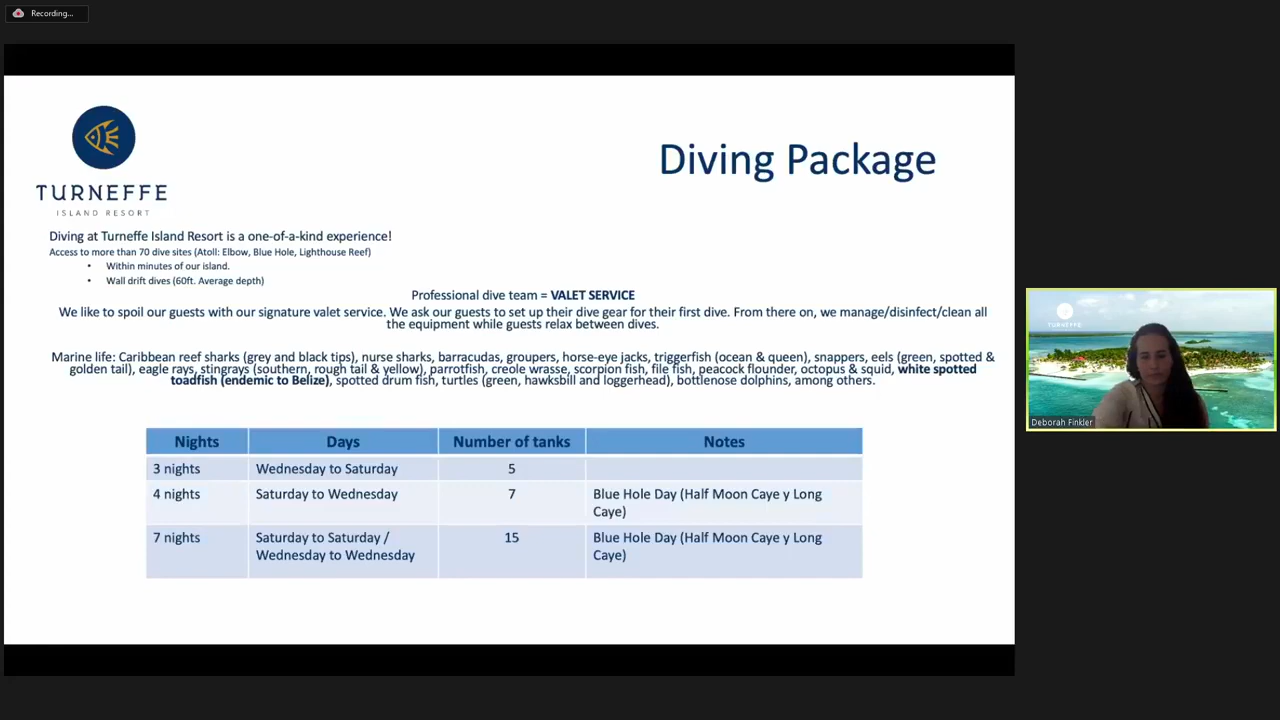 Recording...
TURNEFFE
ISLAND RESORT
Diving Package
Diving at Turneffe Island Resort is a one-of-a-kind experience!
Access to more than 70 dive sites (Atoll: Elbow, Blue Hole, Lighthouse Reef)
• Within minutes of our island.
• Wall drift dives (60ft. Average depth)
Professional dive team = VALET SERVICE
We like to spoil our guests with our signature valet service. We ask our guests to set up their dive gear for their first dive. From there on, we manage/disinfect/clean all
the equipment while guests relax between dives.
Marine life: Caribbean reef sharks (grey and black tips), nurse sharks, barracudas, groupers, horse-eye jacks, triggerfish (ocean & queen), snappers, eels (green, spotted &
golden tail), eagle rays, stingrays (southern, rough tail & yellow), parrotfish, creole wrasse, scorpion fish, file fish, peacock flounder, octopus & squid, white spotted
toadfish (endemic to Belize), spotted drum fish, turtles (green, hawksbill and loggerhead), bottlenose dolphins, among others.
Nights Days Number of tanks Notes
3 nights Wednesday to Saturday 5
4 nights Saturday to Wednesday 7 Blue Hole Day (Half Moon Caye y Long
Caye)
7 nights Saturday to Saturday / 15 Blue Hole Day (Half Moon Caye y Long
Wednesday to Wednesday Caye)
TURNEFFE
Deborah Finkler